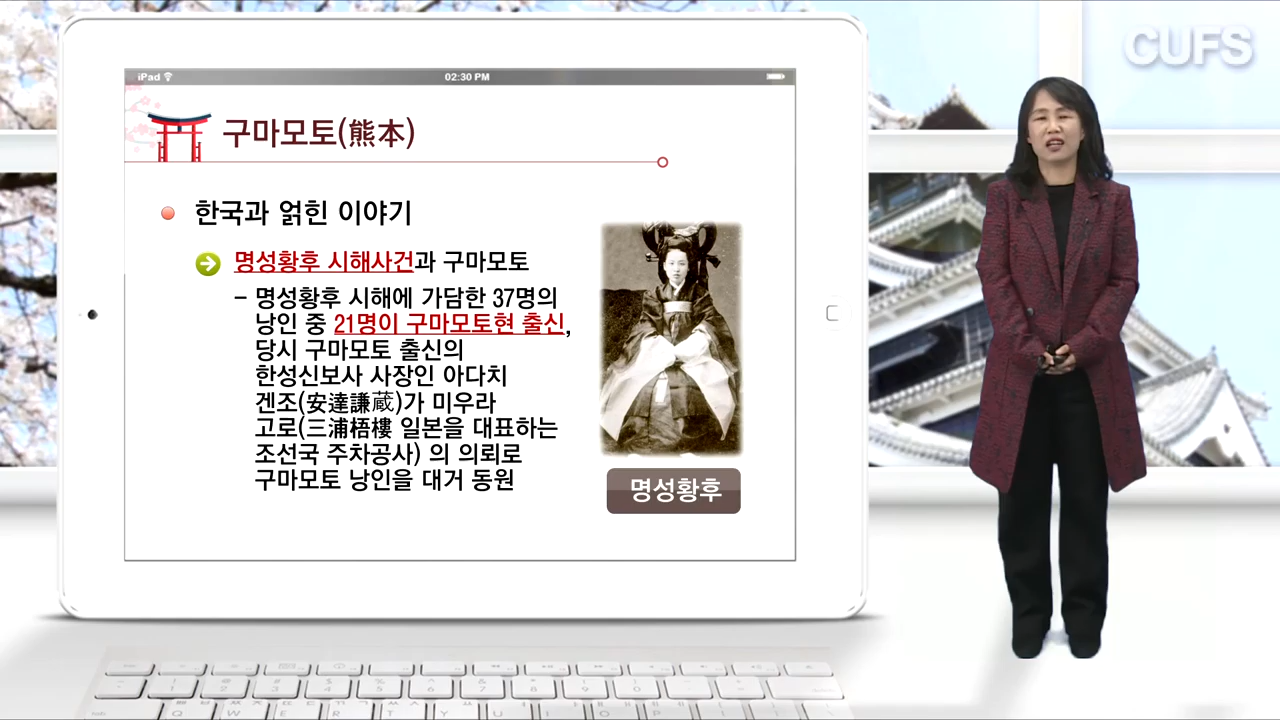 CUFS
iPad
02:30 PM
구마모토(熊本)
한국과 얽힌 이야기
명성황후 시해사건과 구마모토
– 명성황후 시해에 가담한 37명의
낭인 중 21명이 구마모토현 출신,
당시 구마모토 출신의
한성신보사 사장인 아다치
겐조(安達謙蔵)가 미우라
고로(三浦梧樓 일본을 대표하는
조선국 주차공사) 의 의뢰로
구마모토 낭인을 대거 동원
명성황후